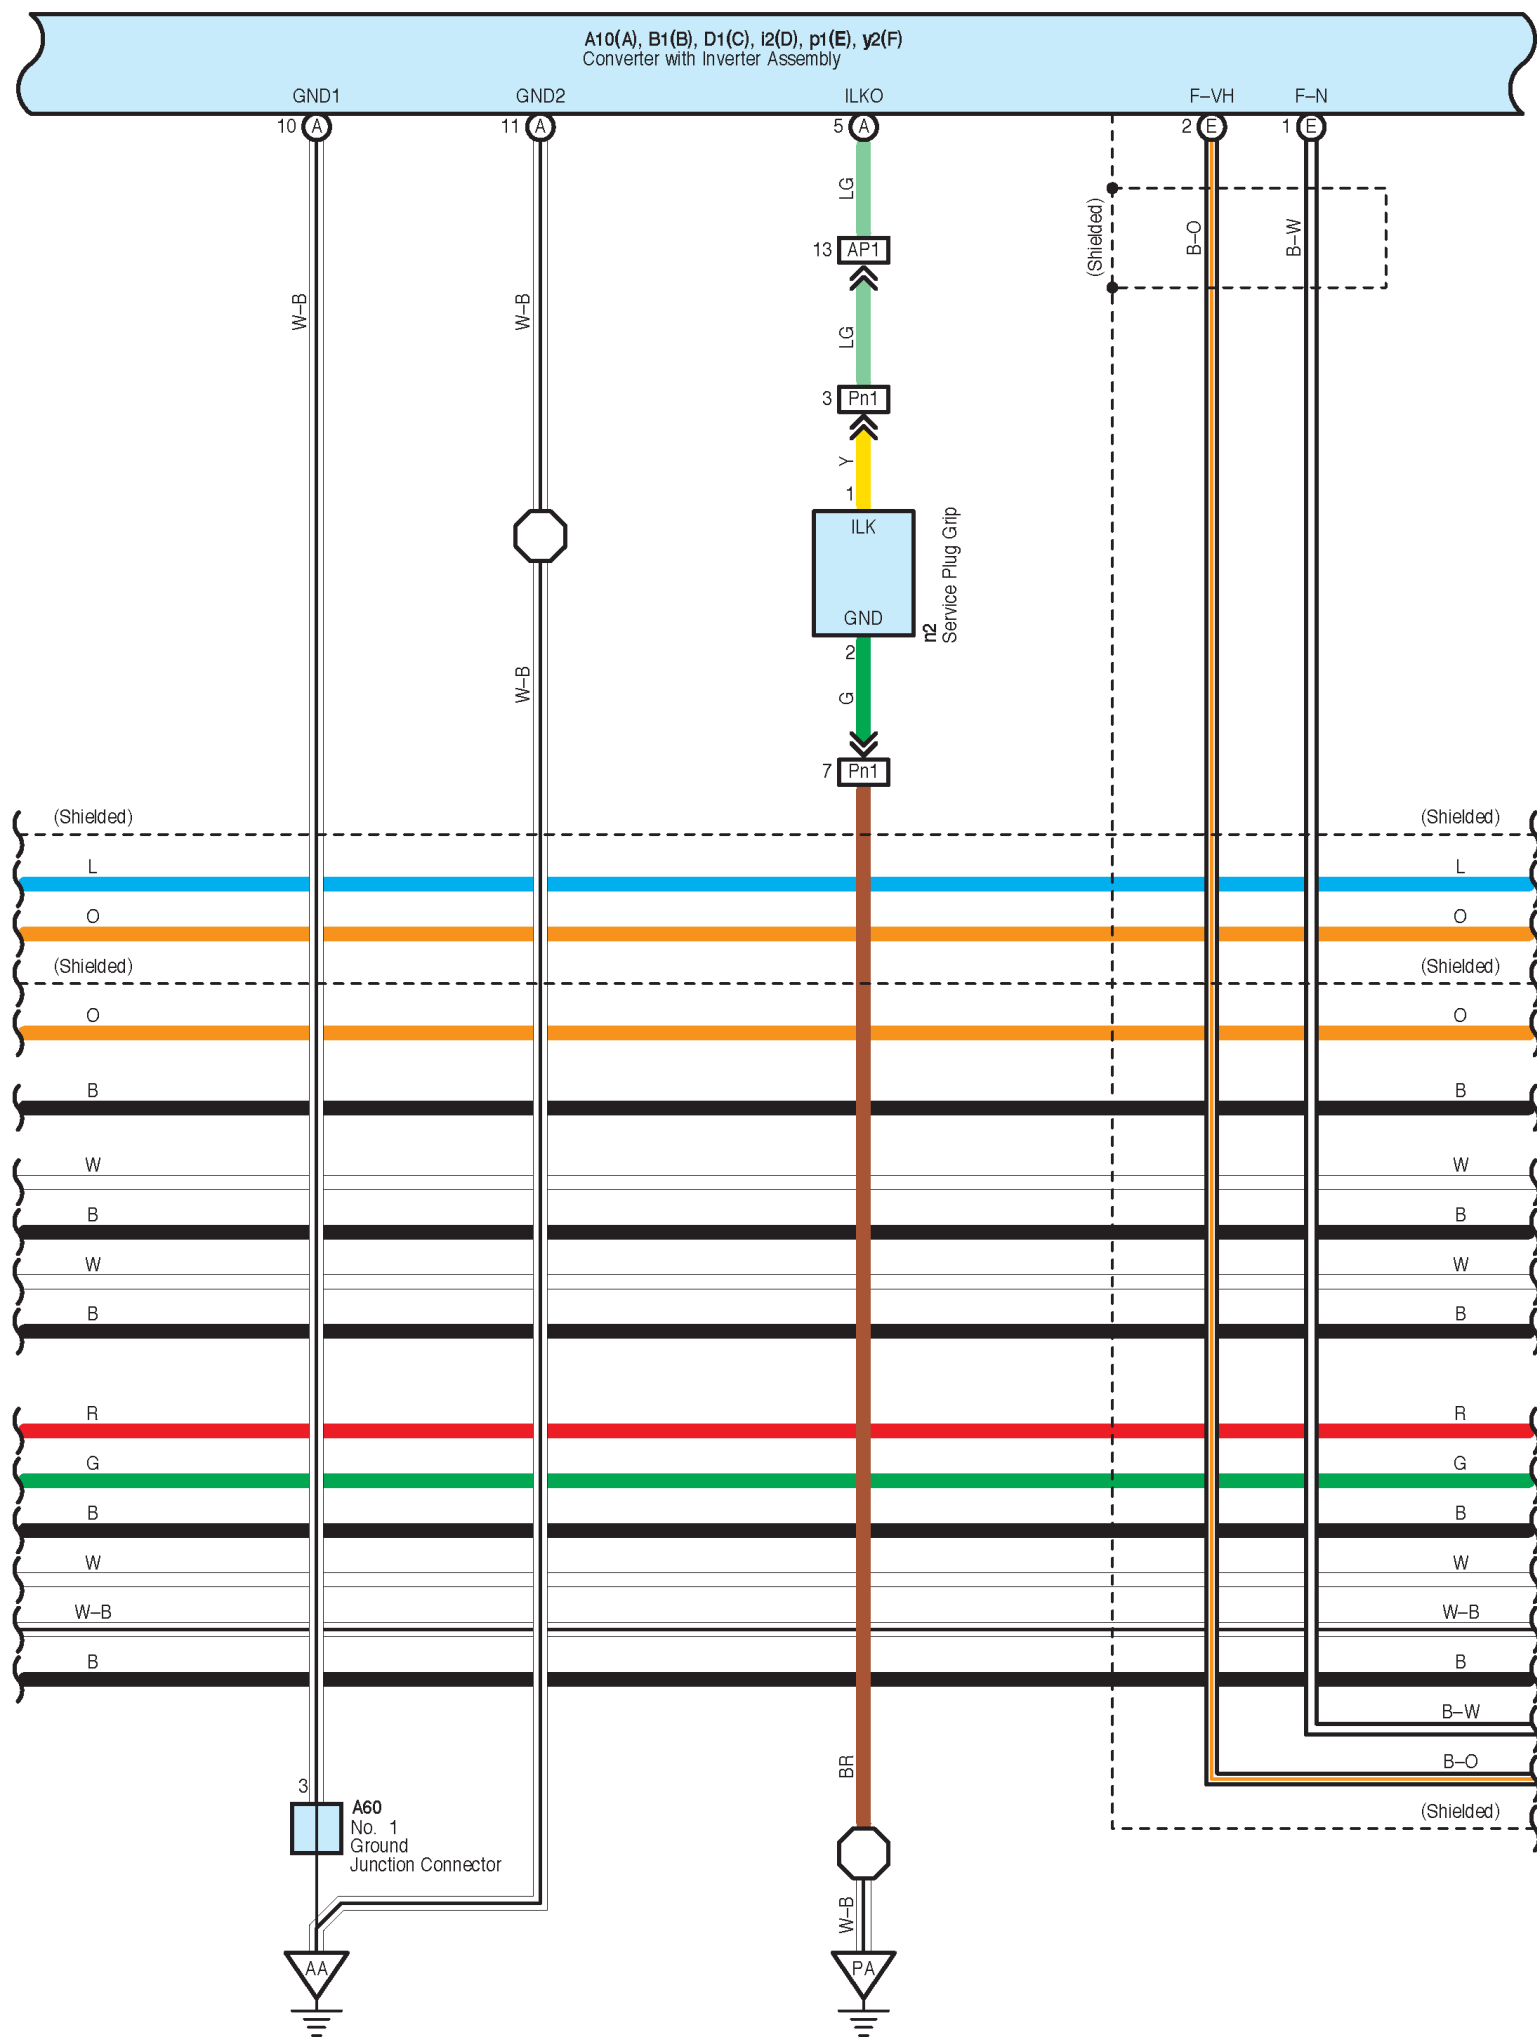 A10(A), B1(B), D1(C), i2(D), p1(E), y2(F)
Converter with Inverter Assembly
GND1
GND2
ILKO
F–VH
F–N
10 A
11 A
5 A
2 E
1 E
LG
(Shielded)
B–O
B–W
13 AP1
W–B
W–B
LG
3 Pn1
Y
1
ILK
GND
n2
Service Plug Grip
2
W–B
G
7 Pn1
(Shielded)
(Shielded)
L
L
O
O
(Shielded)
(Shielded)
O
O
B
B
W
W
B
B
W
W
B
B
R
R
G
G
B
B
W
W
W–B
W–B
B
B
B–W
B–O
BR
3
A60
No. 1
Ground
Junction Connector
(Shielded)
W–B
AA
PA